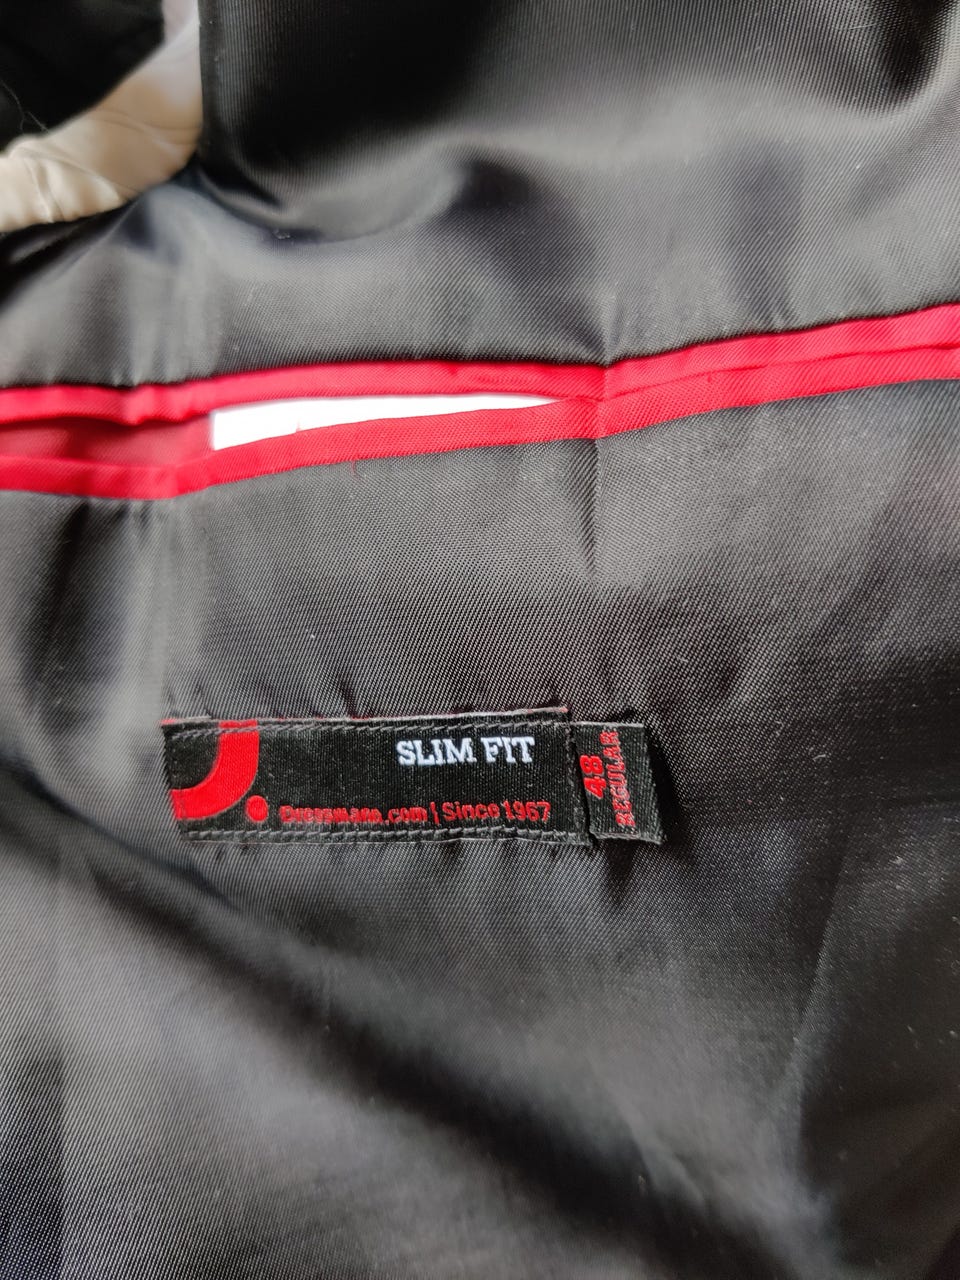 SLIM FIT
Dressmann.com | Since 1967
48
REGULAR